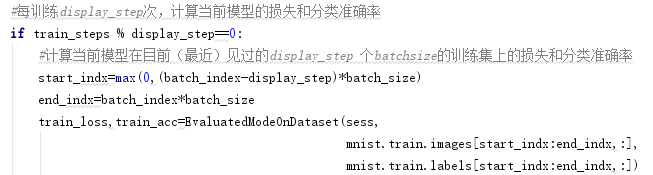 #每训练display_step次，计算当前模型的损失和分类准确率
if train_steps % display_step==0:
#计算当前模型在目前（最近）见过的display_step 个batchsize的训练集上的损失和分类准确率
start_indx=max(0,(batch_index-display_step)*batch_size)
end_indx=batch_index*batch_size
train_loss,train_acc=EvaluatedModeOnDataset(sess,
mnist.train.images[start_indx:end_indx,:],
mnist.train.labels[start_indx:end_indx,:])